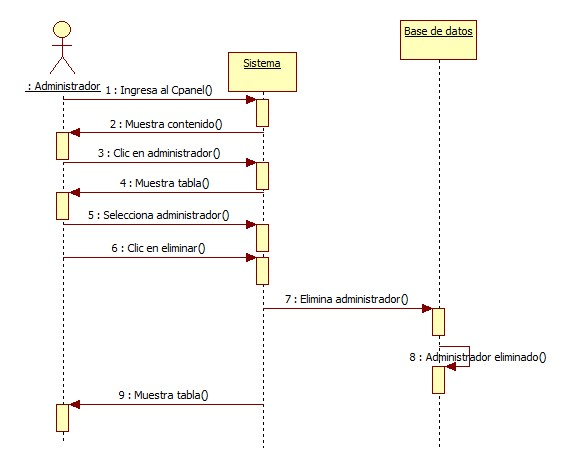 Base de datos
Sistema
: Administrador
1 : Ingresa al Cpanel()
2 : Muestra contenido()
3 : Clic en administrador()
4 : Muestra tabla()
5 : Selecciona administrador()
6 : Clic en eliminar()
7 : Elimina administrador()
8 : Administrador eliminado()
9 : Muestra tabla()